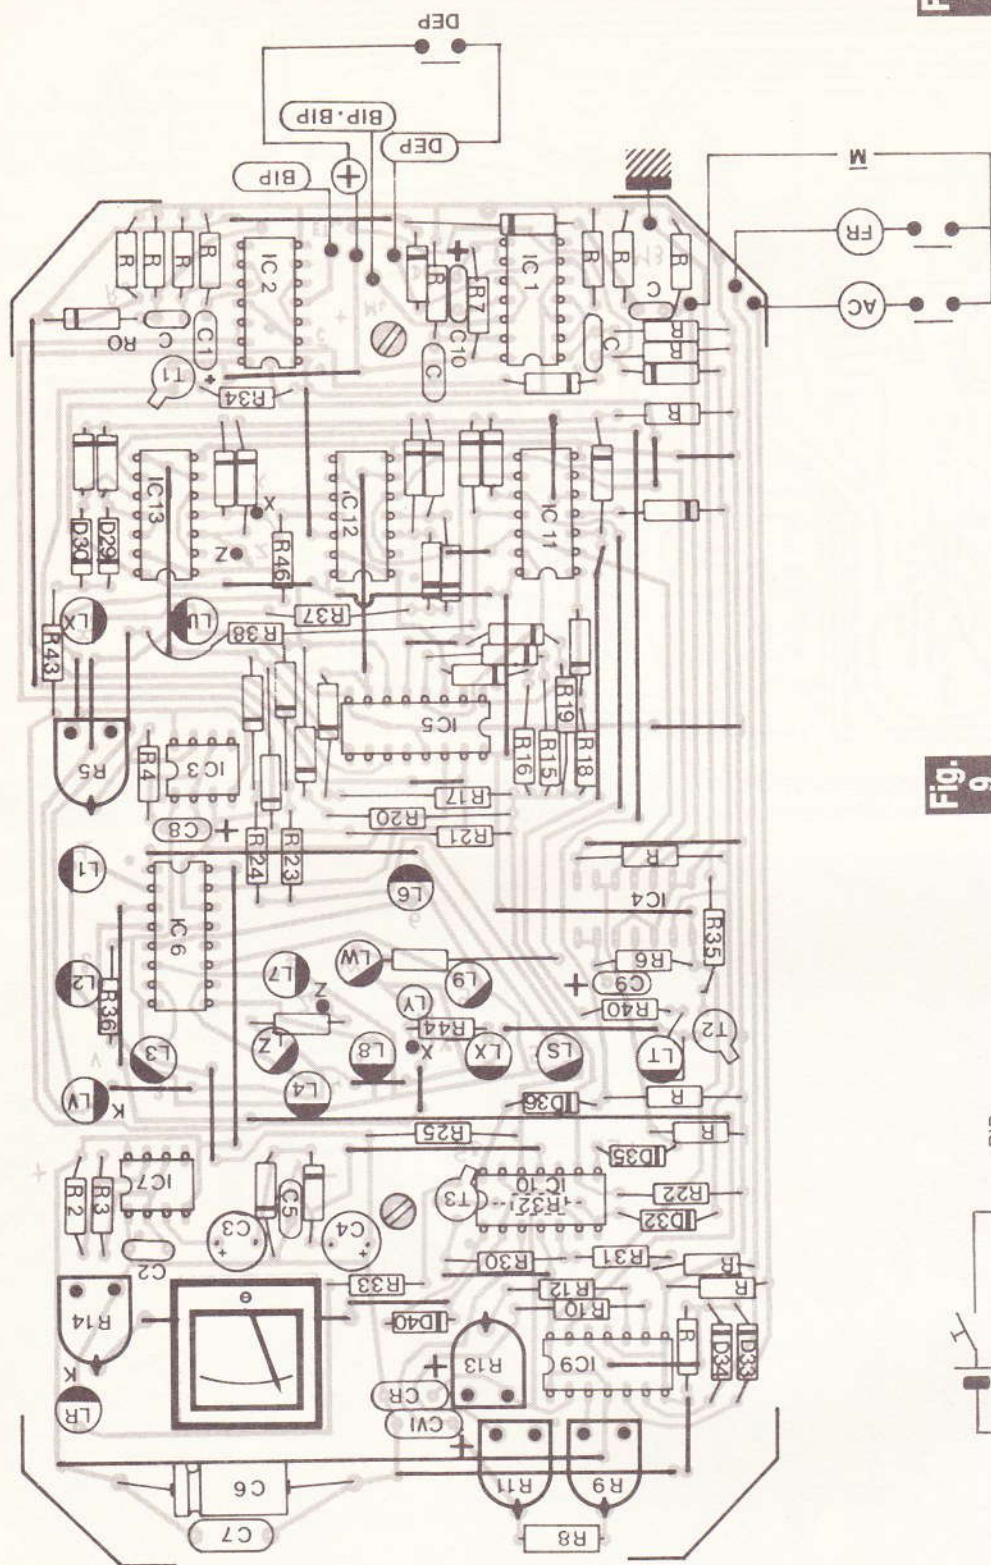 DEP
BIP.BIP
DEP
+
BIP
M
FR
AC
R
R
R
R
IC 2
RO
C
C1
T1
+
R34
R
+
C10
R7
C
IC 1
R
R
R
C
C
R
R
R
D30
D29
IC13
X
Z
R46
IC12
IC 11
LX
LU
R43
R37
R38
R5
R4
IC3
C8
+
R24
R23
IC5
R17
R20
R21
R16
R15
R19
R18
L1
L2
R36
L3
LV
K
IC 6
L6
LW
L7
Z
LZ
L8
L4
LY
L9
R44
X
LX
LS
LT
R
IC4
R35
R6
+
C9
R40
T2
R
D36
R25
R
D35
R22
D32
T3
IC 10
R32
R2
R3
IC7
C2
C3
+
C5
C4
+
R33
R30
R31
R12
R10
R
R
R14
K
LR
D40
R13
+
CR
CVI
+
IC9
R
D34
D33
R11
R9
R8
C6
C7
Fig.
9